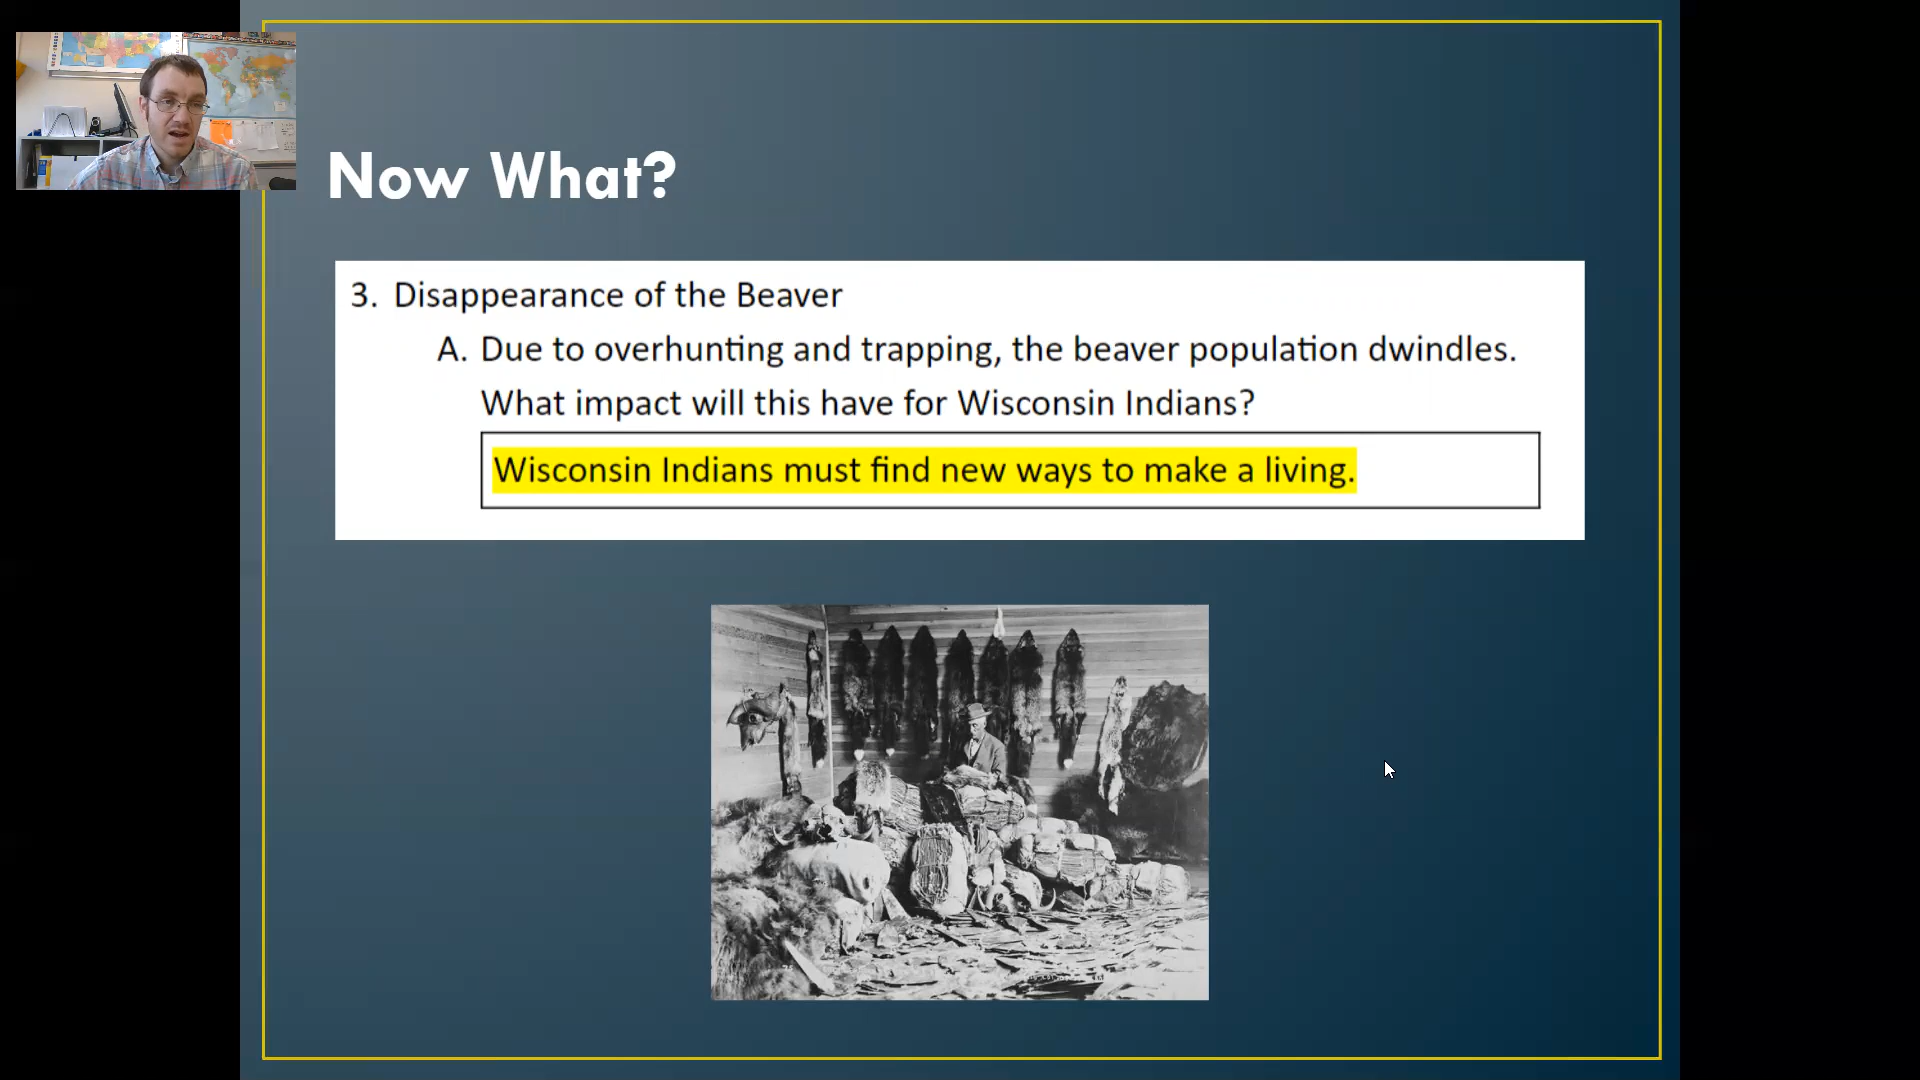 Now What?
3. Disappearance of the Beaver
A. Due to overhunting and trapping, the beaver population dwindles.
What impact will this have for Wisconsin Indians?
Wisconsin Indians must find new ways to make a living.